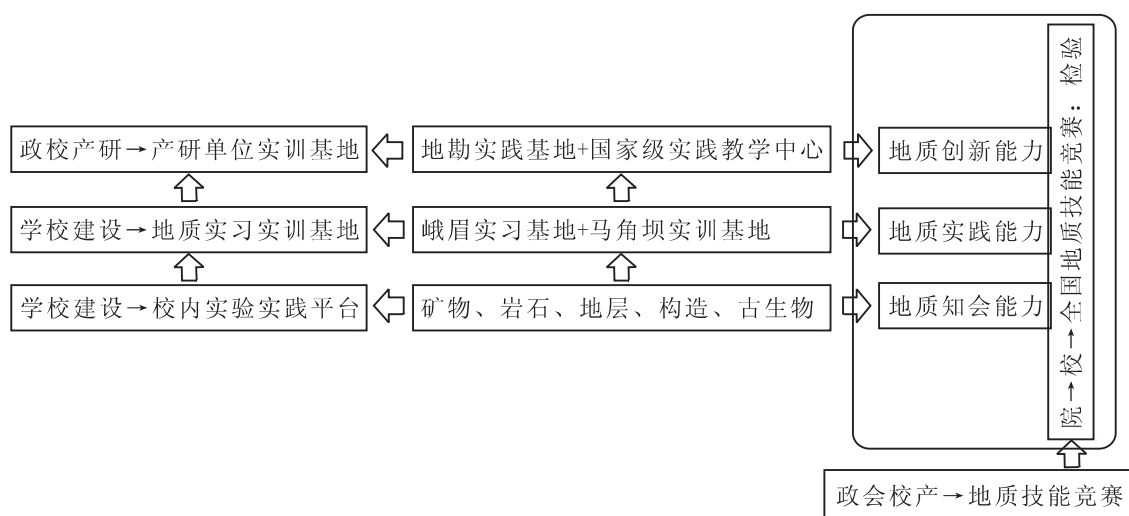 政校产研→产研单位实训基地
地勘实践基地+国家级实践教学中心
地质创新能力
学校建设→地质实习实训基地
峨眉实习基地+马角坝实训基地
地质实践能力
学校建设→校内实验实践平台
矿物、岩石、地层、构造、古生物
地质知会能力
院→校→全国地质技能竞赛：检验
政会校产→地质技能竞赛